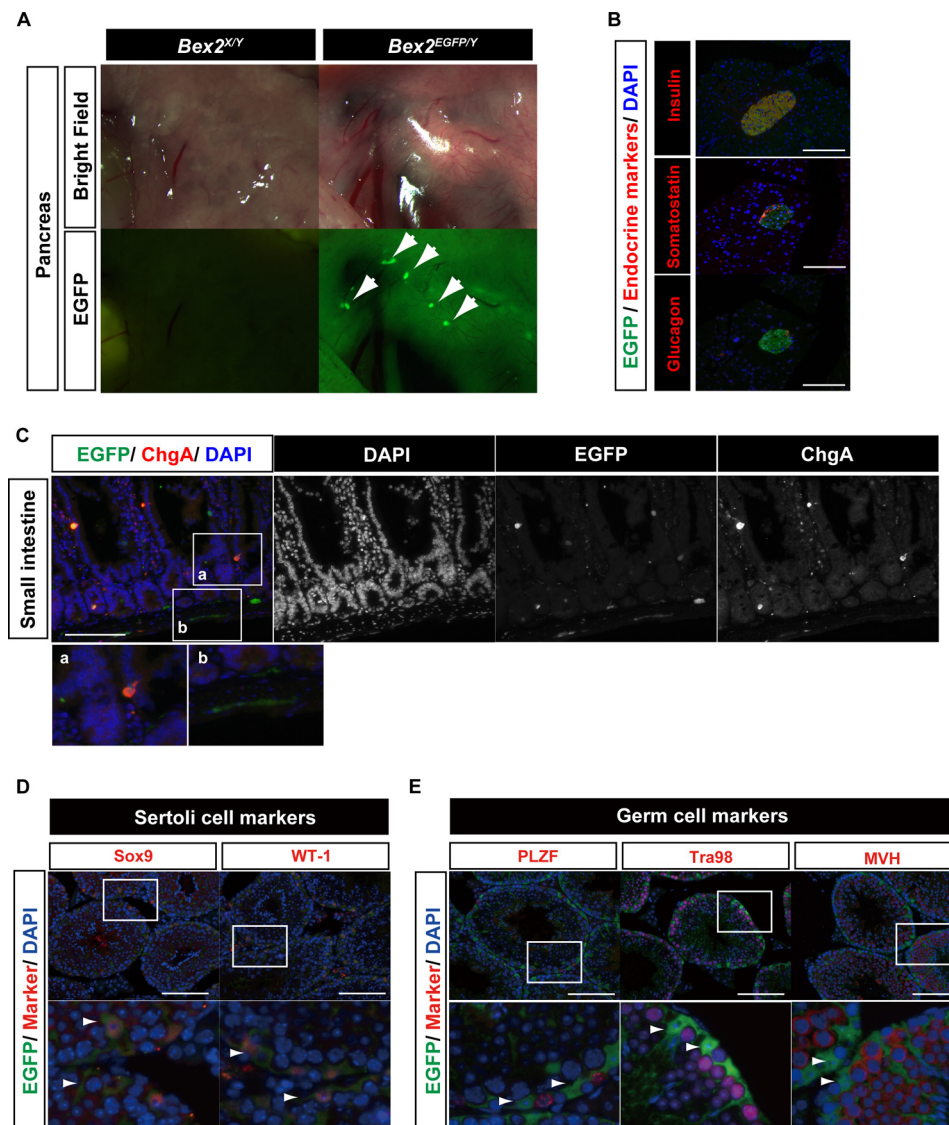 A
Bex2X/Y
Bex2EGFP/Y
Pancreas
Bright Field
EGFP
B
EGFP/ Endocrine markers/ DAPI
Insulin
Somatostatin
Glucagon
C
EGFP/ ChgA/ DAPI
DAPI
EGFP
ChgA
Small intestine
a
b
a
b
D
Sertoli cell markers
Sox9
WT-1
EGFP/ Marker/ DAPI
E
Germ cell markers
PLZF
Tra98
MVH
EGFP/ Marker/ DAPI